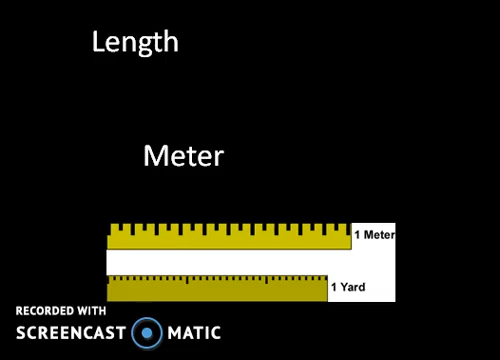 Length
Meter
1 Meter
1 Yard
RECORDED WITH
SCREENCAST MATIC